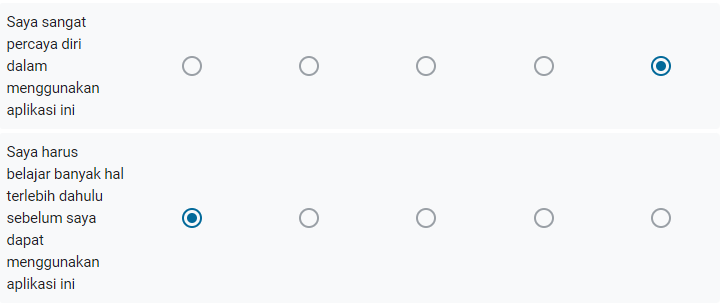 Saya sangat
percaya diri
dalam
menggunakan
aplikasi ini
Saya harus
belajar banyak hal
terlebih dahulu
sebelum saya
dapat
menggunakan
aplikasi ini